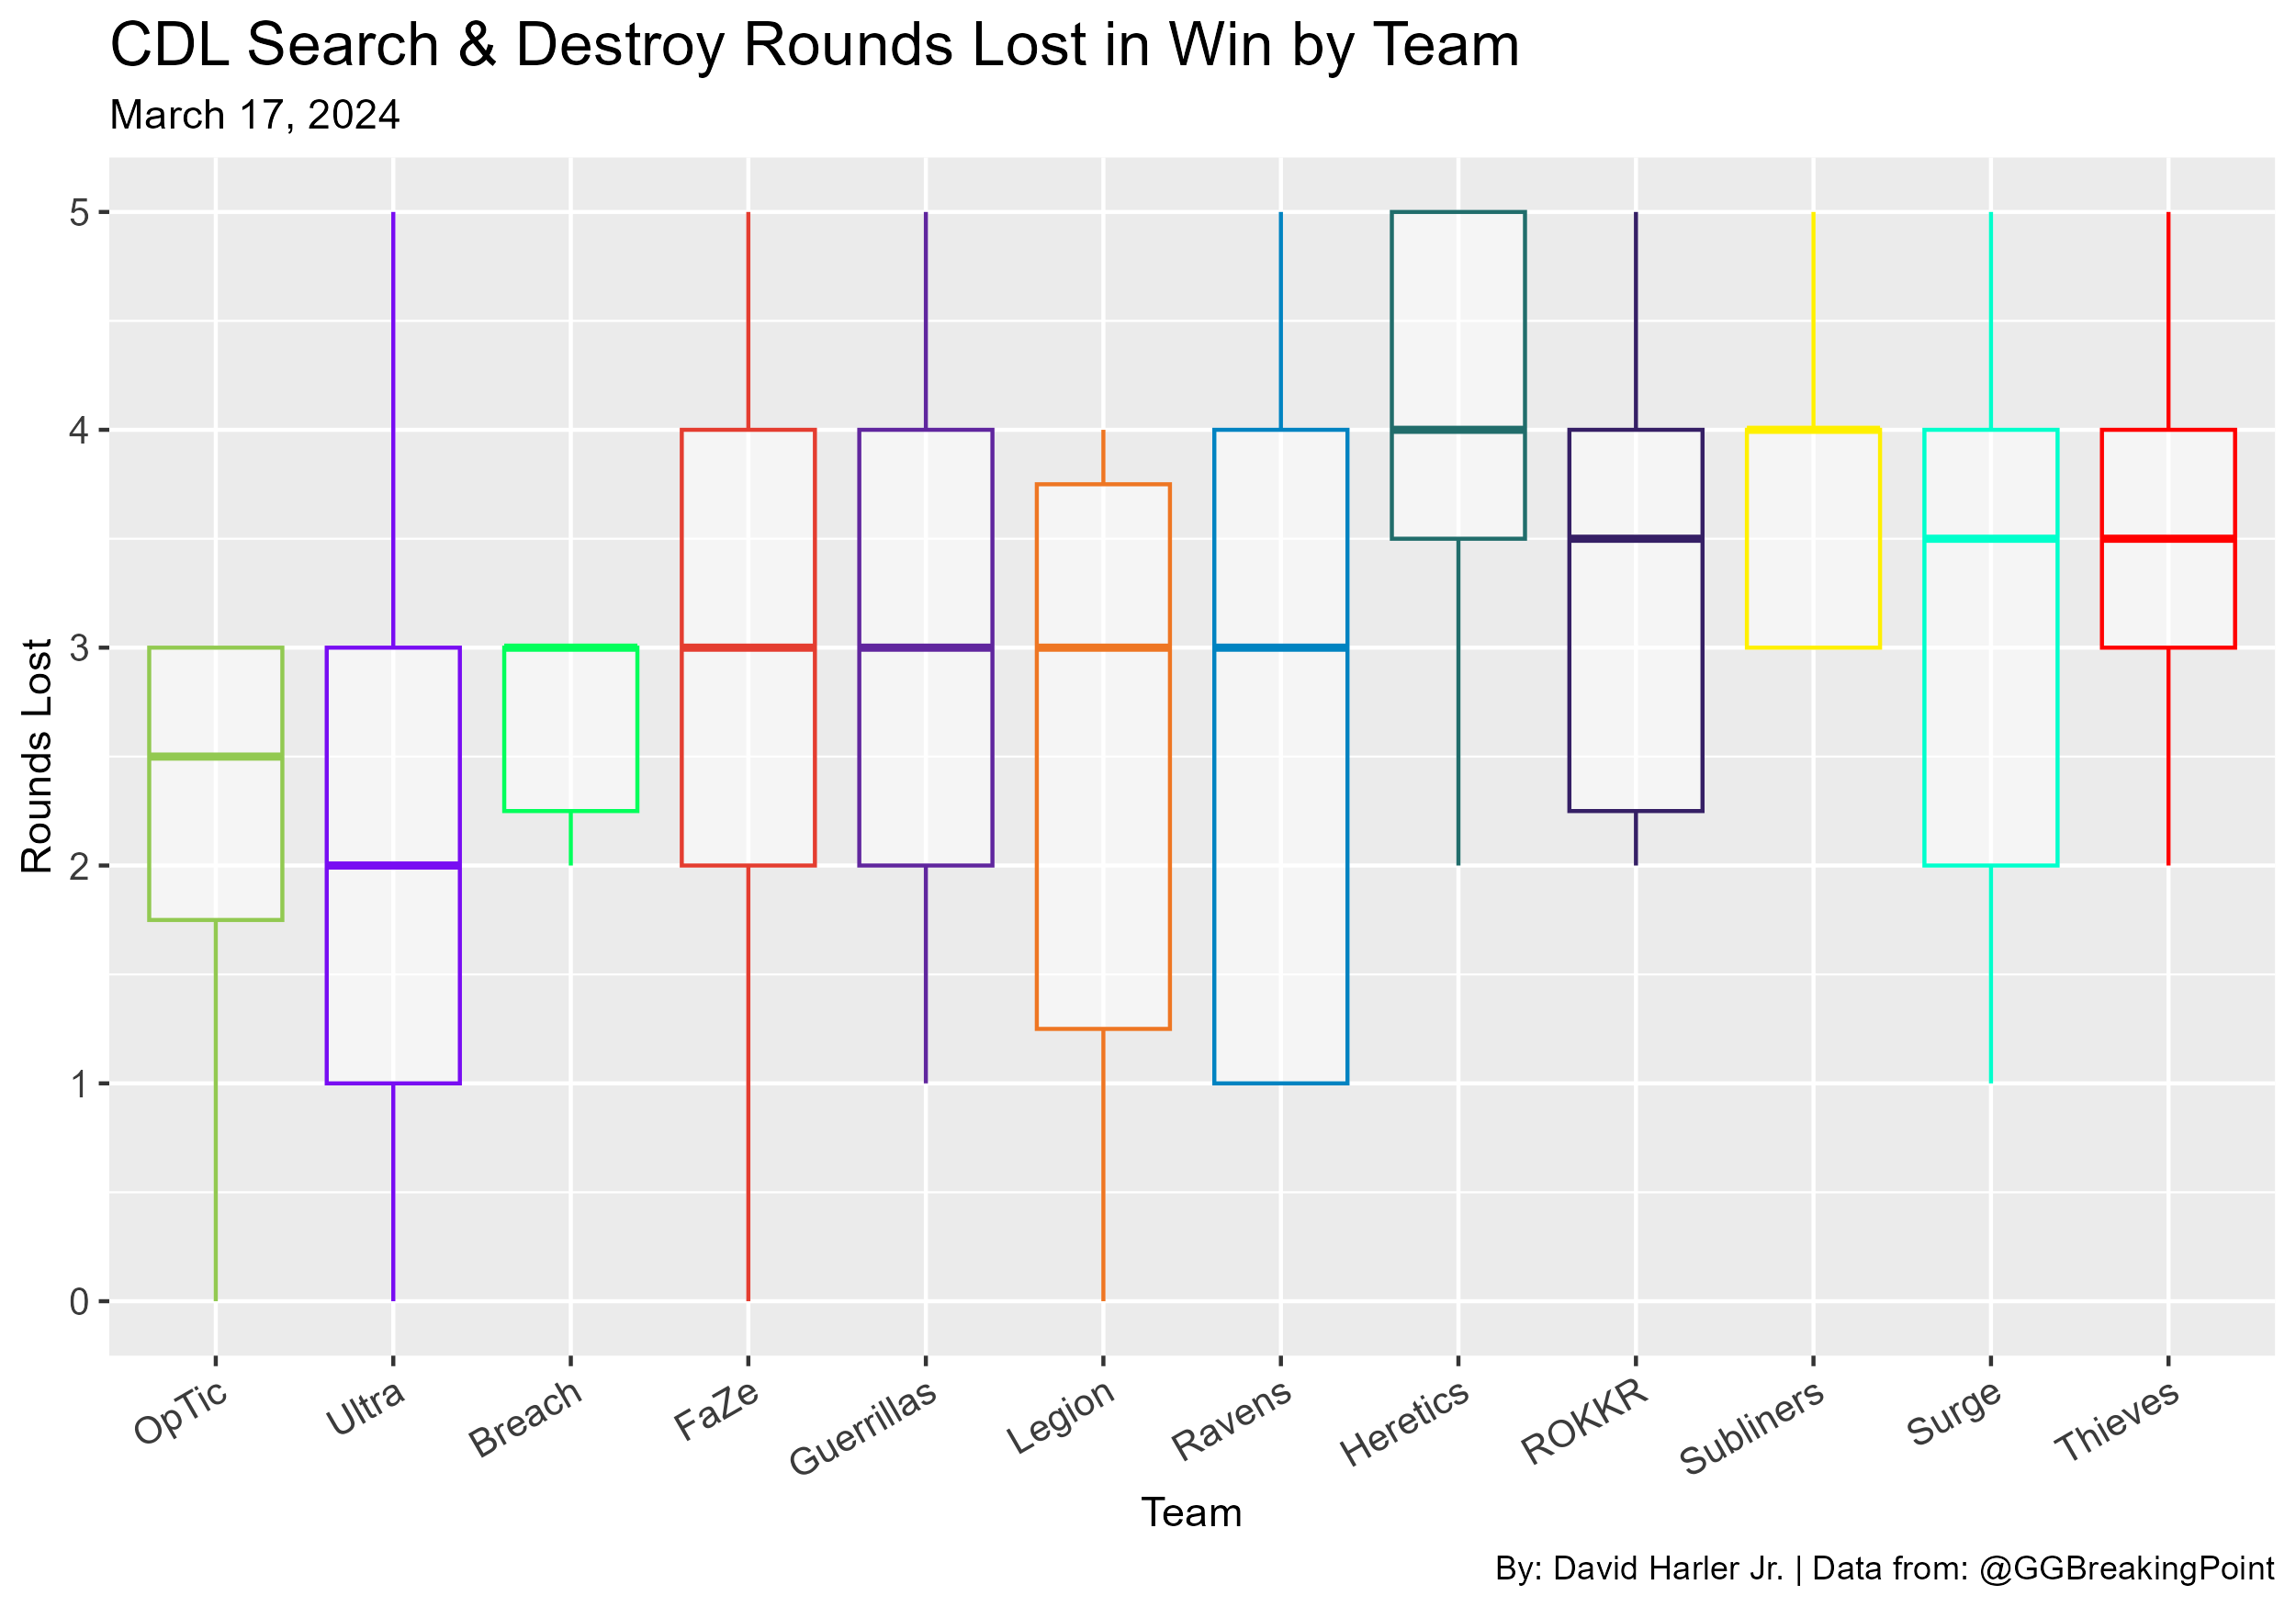 CDL Search & Destroy Rounds Lost in Win by Team
March 17, 2024
Rounds Lost
5
4
3
2
1
0
OpTic
Ultra
Breach
FaZe
Guerrillas
Legion
Ravens
Heretics
ROKKR
Subliners
Surge
Thieves
Team
By: David Harler Jr. | Data from: @GGBreakingPoint